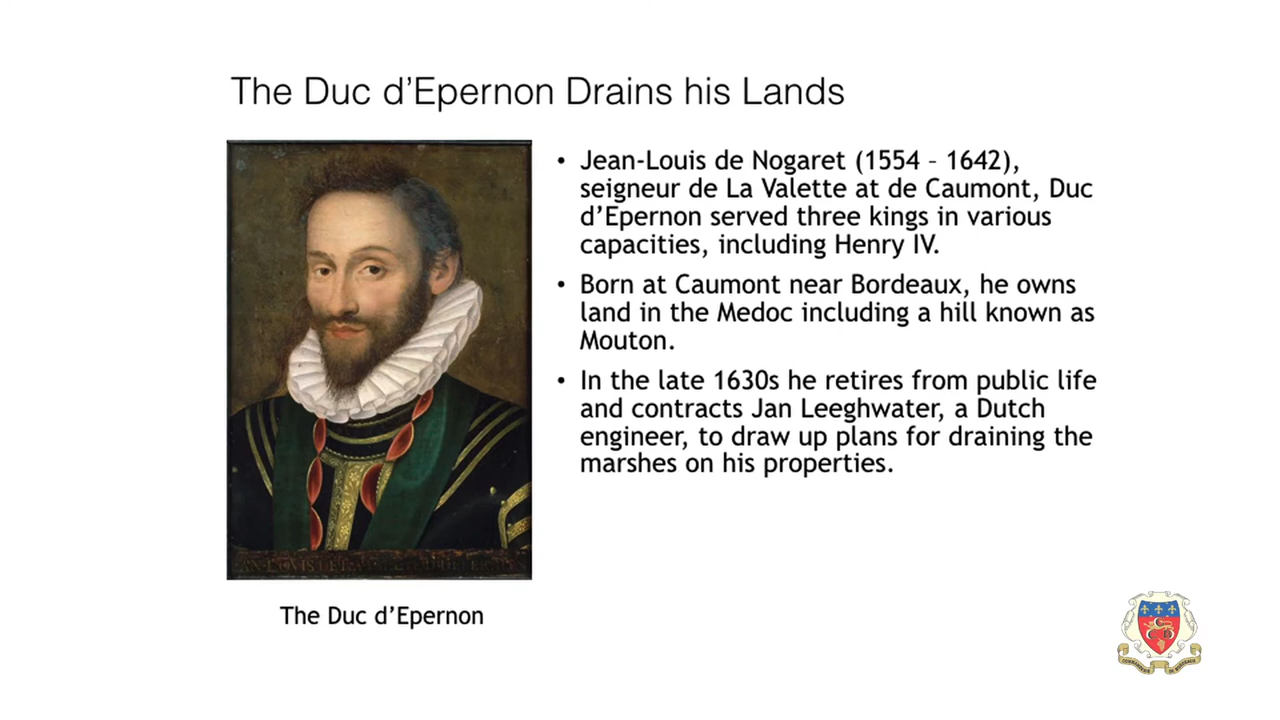 The Duc d'Epernon Drains his Lands
• Jean-Louis de Nogaret (1554 – 1642),
seigneur de La Valette at de Caumont, Duc
d'Epernon served three kings in various
capacities, including Henry IV.
• Born at Caumont near Bordeaux, he owns
land in the Medoc including a hill known as
Mouton.
• In the late 1630s he retires from public life
and contracts Jan Leeghwater, a Dutch
engineer, to draw up plans for draining the
marshes on his properties.
The Duc d'Epernon
COMMANDERIE DE BORDEAUX